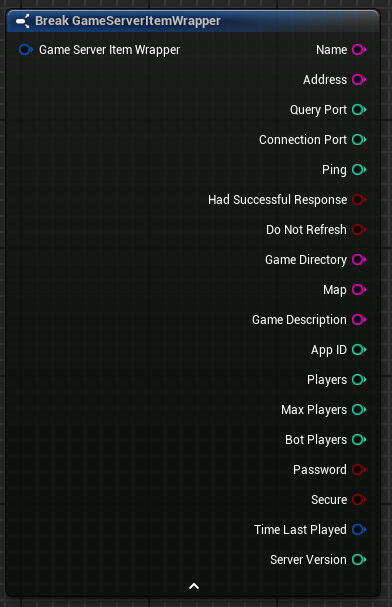 Break GameServerItemWrapper
Game Server Item Wrapper
Name
Address
Query Port
Connection Port
Ping
Had Successful Response
Do Not Refresh
Game Directory
Map
Game Description
App ID
Players
Max Players
Bot Players
Password
Secure
Time Last Played
Server Version